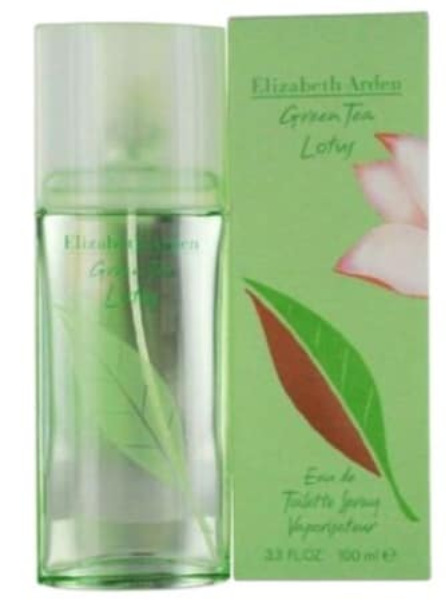 Elizabeth Arden
Green Tea
Lotus
Elizabeth Arden
Green Tea
Lotus
Eau de
Toilette Spray
Vaporisateur
3.3 FL.OZ 100 ml ℮